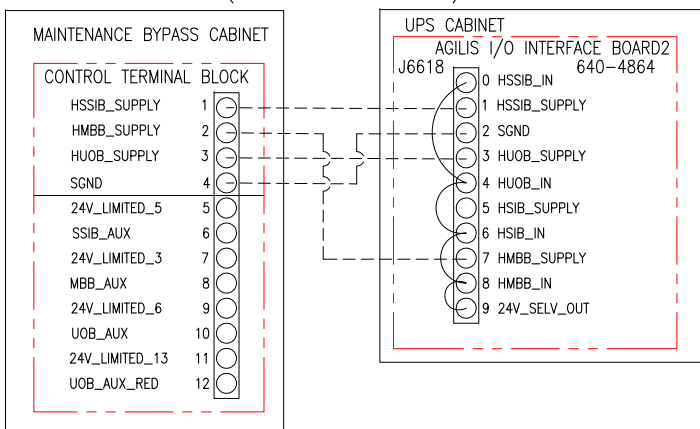 MAINTENANCE BYPASS CABINET
CONTROL TERMINAL BLOCK
HSSIB_SUPPLY 1
HMBB_SUPPLY 2
HUOB_SUPPLY 3
SGND 4
24V_LIMITED_5 5
SSIB_AUX 6
24V_LIMITED_3 7
MBB_AUX 8
24V_LIMITED_6 9
UOB_AUX 10
24V_LIMITED_13 11
UOB_AUX_RED 12
UPS CABINET
AGILIS I/O INTERFACE BOARD2
J6618 640-4864
0 HSSIB_IN
1 HSSIB_SUPPLY
2 SGND
3 HUOB_SUPPLY
4 HUOB_IN
5 HSIB_SUPPLY
6 HSIB_IN
7 HMBB_SUPPLY
8 HMBB_IN
9 24V_SELV_OUT